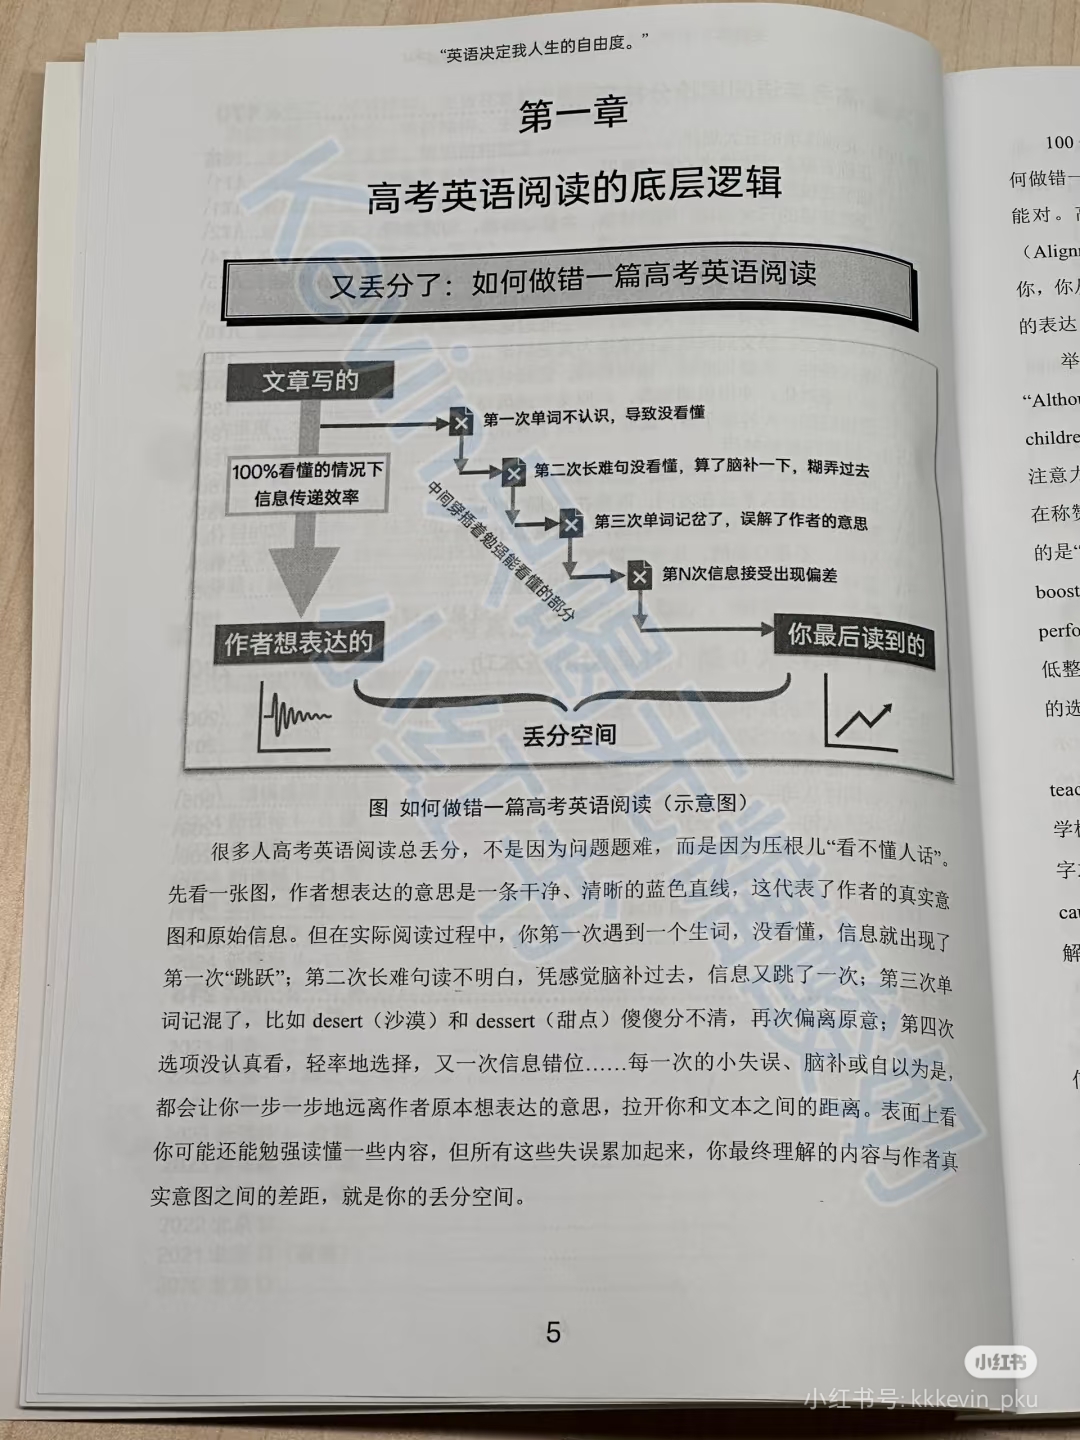 “英语决定我人生的自由度。”
第一章
高考英语阅读的底层逻辑
又丢分了：如何做错一篇高考英语阅读
文章写的
第一次单词不认识，导致没看懂
100%看懂的情况下
信息传递效率
第二次长难句没看懂，算了脑补一下，糊弄过去
中间穿插着勉强能看懂的部分
第三次单词记岔了，误解了作者的意思
第N次信息接受出现偏差
作者想表达的
你最后读到的
丢分空间
图 如何做错一篇高考英语阅读（示意图）
很多人高考英语阅读总丢分，不是因为问题题难，而是因为压根儿“看不懂人话”。
先看一张图，作者想表达的意思是一条干净、清晰的蓝色直线，这代表了作者的真实意
图和原始信息。但在实际阅读过程中，你第一次遇到一个生词，没看懂，信息就出现了
第一次“跳跃”；第二次长难句读不明白，凭感觉脑补过去，信息又跳了一次；第三次单
词记混了，比如 desert（沙漠）和 dessert（甜点）傻傻分不清，再次偏离原意；第四次
选项没认真看，轻率地选择，又一次信息错位……每一次的小失误、脑补或自以为是,
都会让你一步一步地远离作者原本想表达的意思，拉开你和文本之间的距离。表面上看
你可能还能勉强读懂一些内容，但所有这些失误累加起来，你最终理解的内容与作者真
实意图之间的差距，就是你的丢分空间。
5
100
何做错一
能对。
（Align
你，你
的表达
举
“Althou
childre
注意力
在称赞
的是“
boost
perfo
低整
的选
teac
学校
字
cau
解
小红书
小红书号: kkkevin_pku